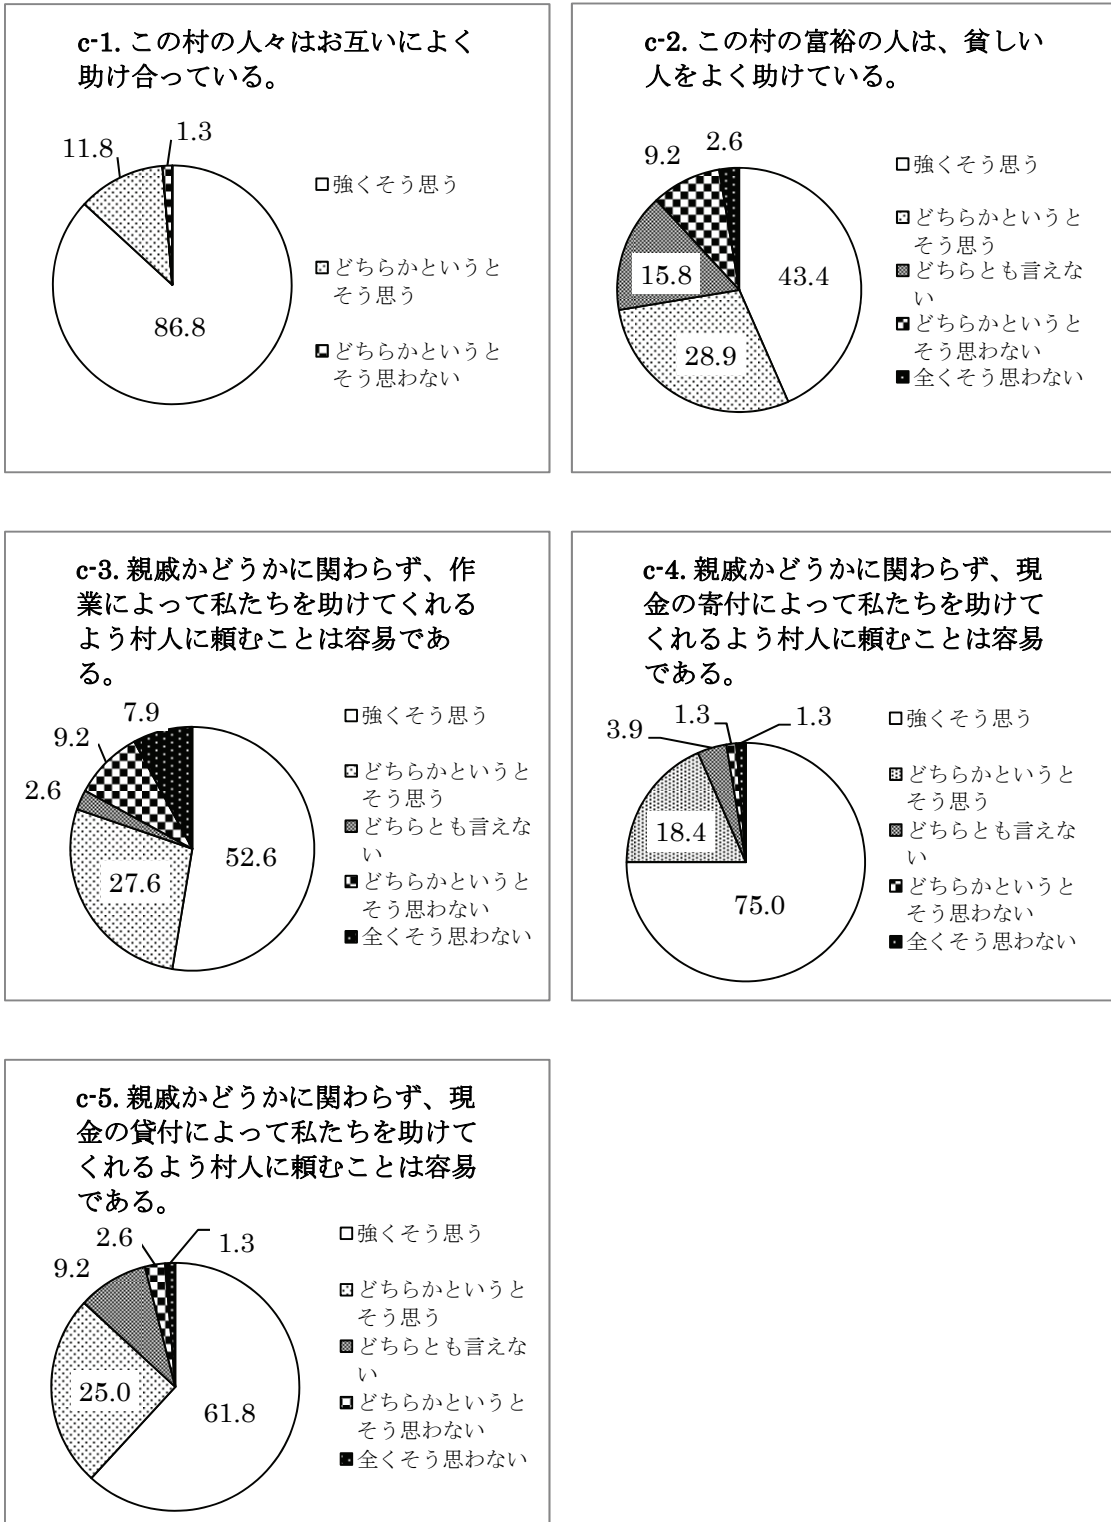 c-1. この村の人々はお互いによく
助け合っている。
11.8
1.3
86.8
強くそう思う
どちらかというと
そう思う
どちらかというと
そう思わない
c-2. この村の富裕の人は、貧しい
人をよく助けている。
9.2
2.6
15.8
43.4
28.9
強くそう思う
どちらかというと
そう思う
どちらとも言えな
い
どちらかというと
そう思わない
全くそう思わない
c-3. 親戚かどうかに関わらず、作
業によって私たちを助けてくれる
よう村人に頼むことは容易であ
る。
7.9
9.2
2.6
27.6
52.6
強くそう思う
どちらかというと
そう思う
どちらとも言えな
い
どちらかというと
そう思わない
全くそう思わない
c-4. 親戚かどうかに関わらず、現
金の寄付によって私たちを助けて
くれるよう村人に頼むことは容易
である。
3.9
1.3
1.3
18.4
75.0
強くそう思う
どちらかというと
そう思う
どちらとも言えな
い
どちらかというと
そう思わない
全くそう思わない
c-5. 親戚かどうかに関わらず、現
金の貸付によって私たちを助けて
くれるよう村人に頼むことは容易
である。
2.6
1.3
9.2
25.0
61.8
強くそう思う
どちらかというと
そう思う
どちらとも言えな
い
どちらかというと
そう思わない
全くそう思わない